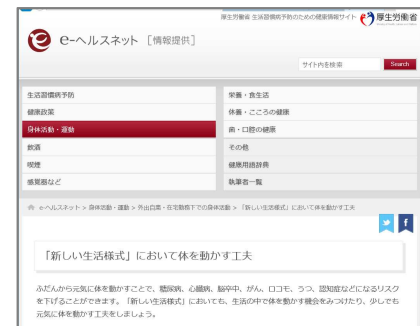 厚生労働省 生活習慣病予防のための健康情報サイト
厚生労働省
e-ヘルスネット [情報提供]
サイト内を検索
Search
生活習慣病予防
栄養・食生活
健康政策
休養・こころの健康
身体活動・運動
歯・口腔の健康
飲酒
その他
喫煙
健康用語辞典
感覚器など
執筆者一覧
e-ヘルスネット > 身体活動・運動 > 外出自粛・在宅勤務下での身体活動 > 「新しい生活様式」において体を動かす工夫
「新しい生活様式」において体を動かす工夫
ふだんから元気に体を動かすことで、糖尿病、心臓病、脳卒中、がん、ロコモ、うつ、認知症などになるリスク
を下げることができます。「新しい生活様式」においても、生活の中で体を動かす機会をみつけたり、少しでも
元気に体を動かす工夫をしましょう。